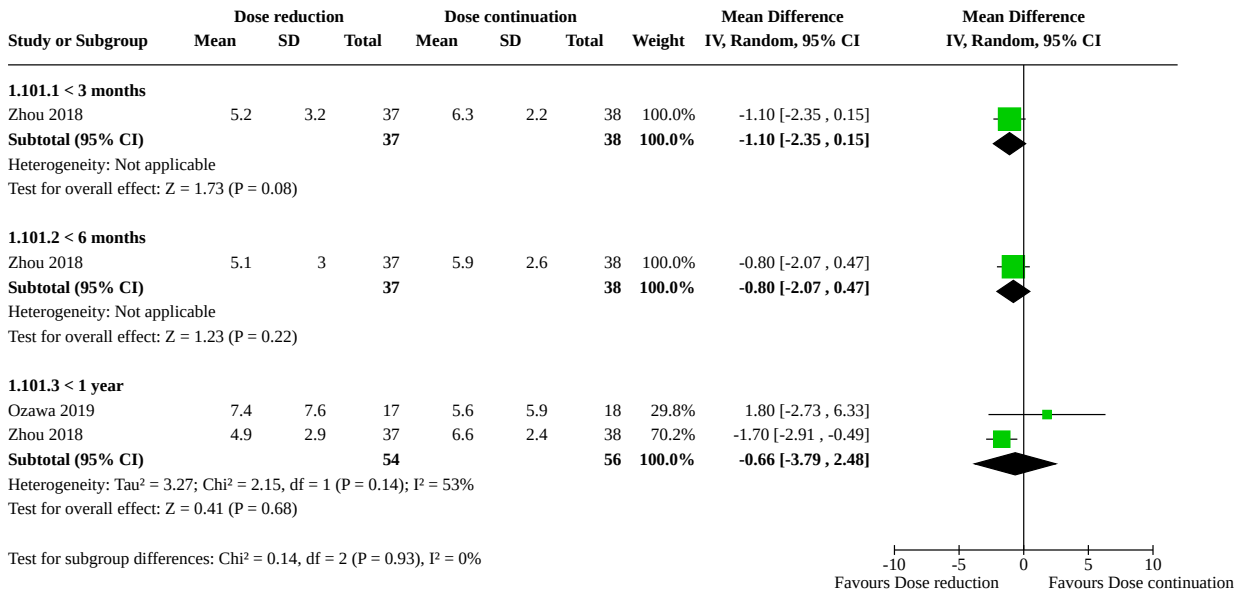 Dose reduction Dose continuation Mean Difference Mean Difference
Study or Subgroup Mean SD Total Mean SD Total Weight IV, Random, 95% CI IV, Random, 95% CI
1.101.1 < 3 months
Zhou 2018 5.2 3.2 37 6.3 2.2 38 100.0% -1.10 [-2.35 , 0.15]
Subtotal (95% CI) 37 38 100.0% -1.10 [-2.35 , 0.15]
Heterogeneity: Not applicable
Test for overall effect: Z = 1.73 (P = 0.08)
1.101.2 < 6 months
Zhou 2018 5.1 3 37 5.9 2.6 38 100.0% -0.80 [-2.07 , 0.47]
Subtotal (95% CI) 37 38 100.0% -0.80 [-2.07 , 0.47]
Heterogeneity: Not applicable
Test for overall effect: Z = 1.23 (P = 0.22)
1.101.3 < 1 year
Ozawa 2019 7.4 7.6 17 5.6 5.9 18 29.8% 1.80 [-2.73 , 6.33]
Zhou 2018 4.9 2.9 37 6.6 2.4 38 70.2% -1.70 [-2.91 , -0.49]
Subtotal (95% CI) 54 56 100.0% -0.66 [-3.79 , 2.48]
Heterogeneity: Tau² = 3.27; Chi² = 2.15, df = 1 (P = 0.14); I² = 53%
Test for overall effect: Z = 0.41 (P = 0.68)
Test for subgroup differences: Chi² = 0.14, df = 2 (P = 0.93), I² = 0%
-10 -5 0 5 10
Favours Dose reduction Favours Dose continuation